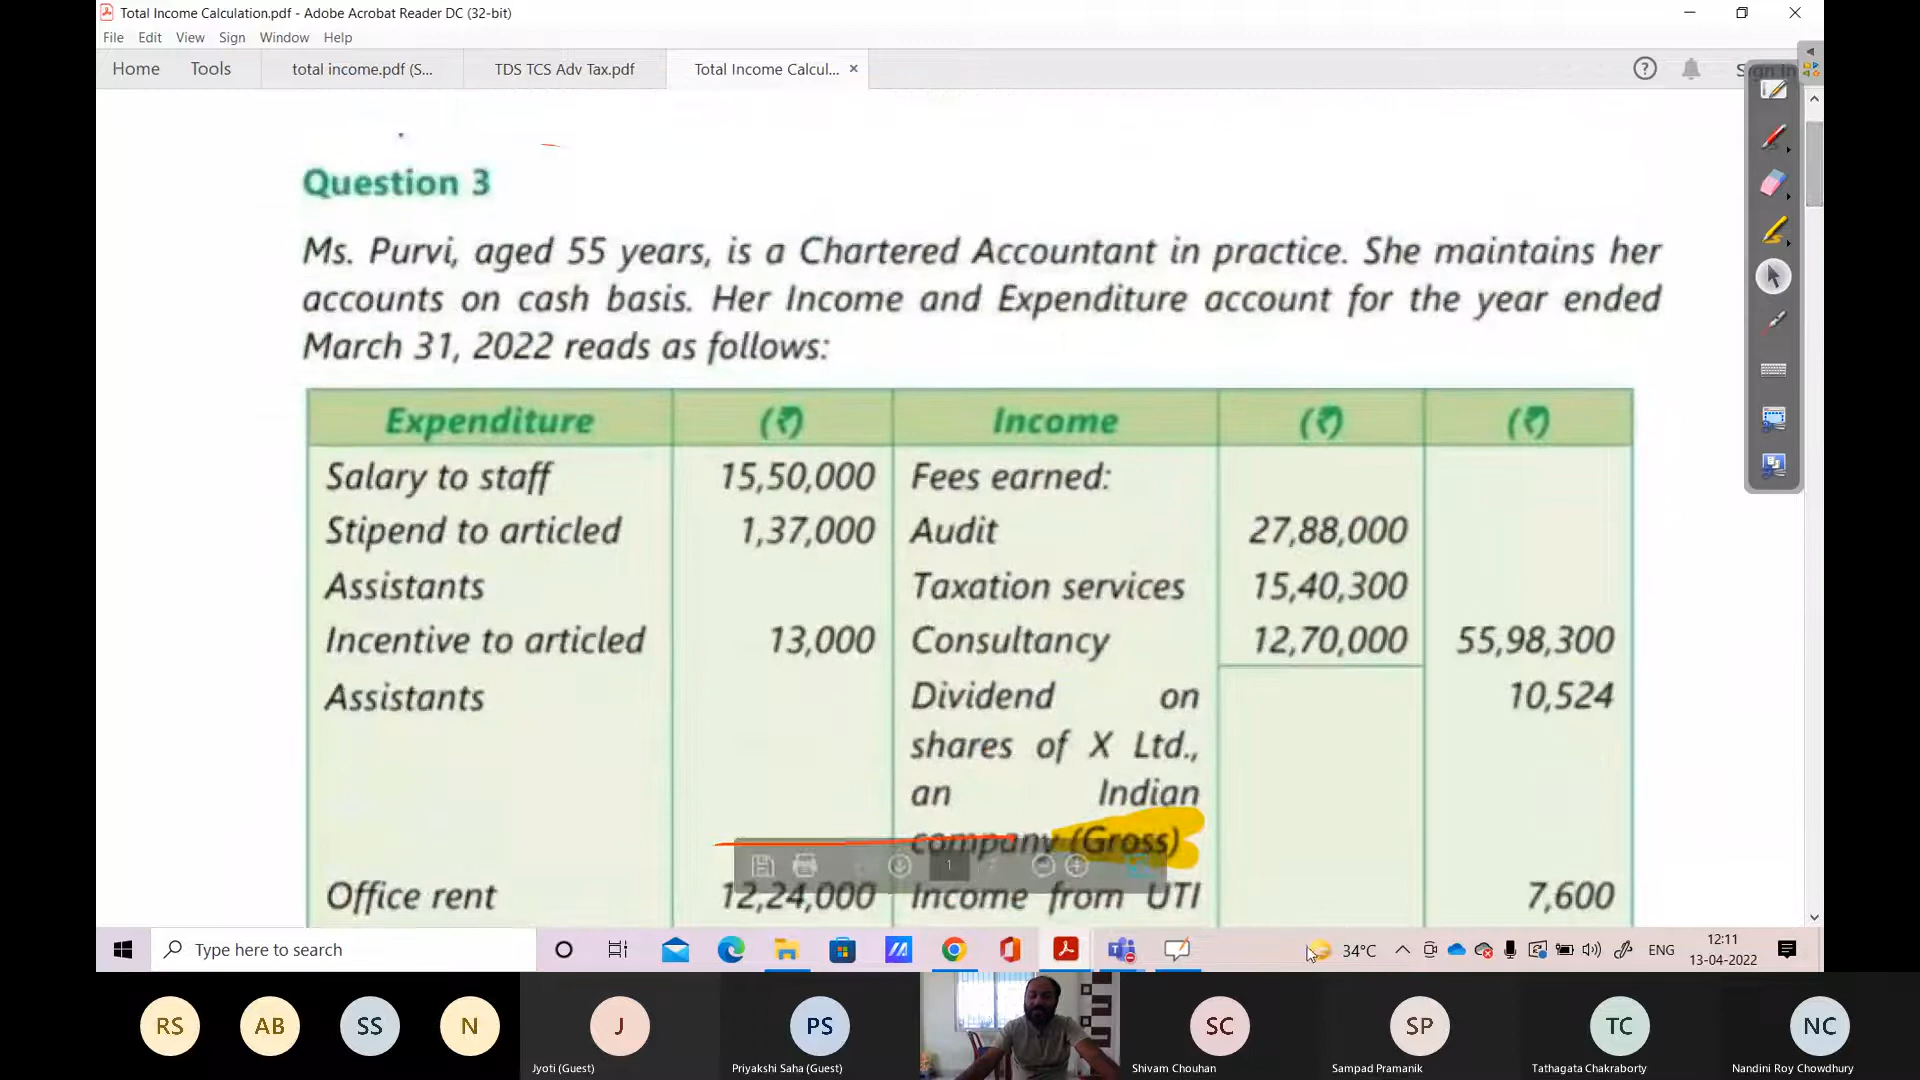 Total Income Calculation.pdf - Adobe Acrobat Reader DC (32-bit)
File Edit View Sign Window Help
Home Tools total income.pdf (S... TDS TCS Adv Tax.pdf Total Income Calcul... ×
Question 3
Ms. Purvi, aged 55 years, is a Chartered Accountant in practice. She maintains her
accounts on cash basis. Her Income and Expenditure account for the year ended
March 31, 2022 reads as follows:
Expenditure (₹) Income (₹) (₹)
Salary to staff 15,50,000 Fees earned:
Stipend to articled 1,37,000 Audit 27,88,000
Assistants Taxation services 15,40,300
Incentive to articled 13,000 Consultancy 12,70,000 55,98,300
Assistants Dividend on 10,524
shares of X Ltd.,
an Indian
company (Gross)
1
Office rent 12,24,000 Income from UTI 7,600
Type here to search 34°C ENG 12:11
13-04-2022
RS AB SS N J PS SC SP TC NC
Jyoti (Guest) Priyakshi Saha (Guest) Shivam Chouhan Sampad Pramanik Tathagata Chakraborty Nandini Roy Chowdhury